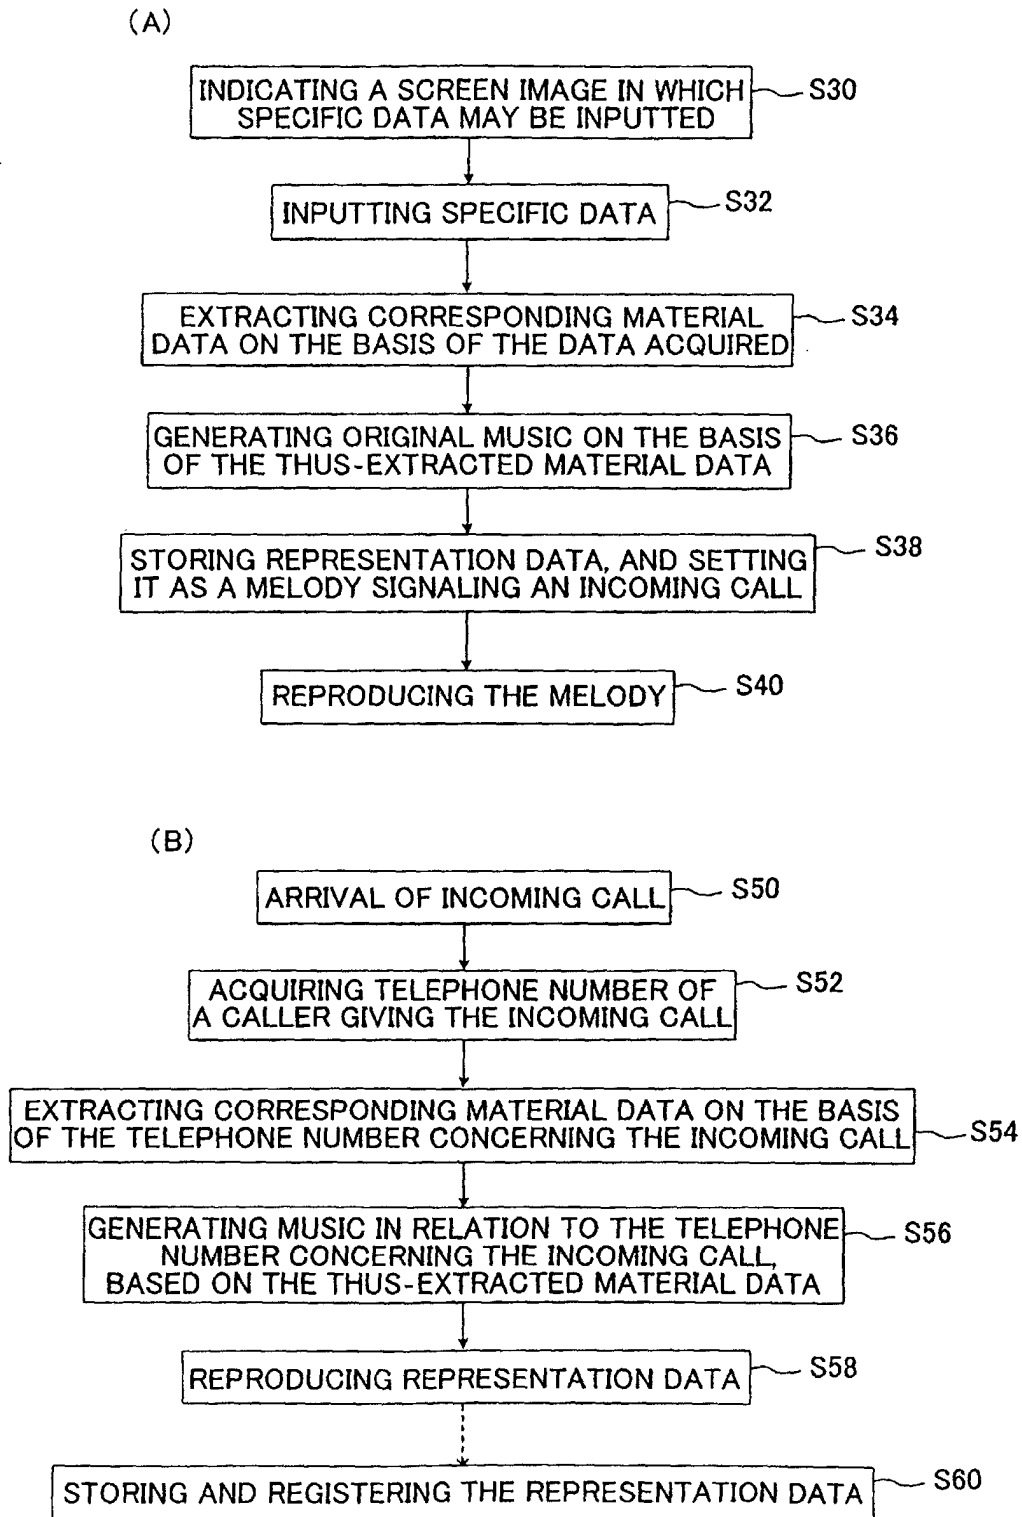 (A)
INDICATING A SCREEN IMAGE IN WHICH
SPECIFIC DATA MAY BE INPUTTED
S30
INPUTTING SPECIFIC DATA
S32
EXTRACTING CORRESPONDING MATERIAL
DATA ON THE BASIS OF THE DATA ACQUIRED
S34
GENERATING ORIGINAL MUSIC ON THE BASIS
OF THE THUS-EXTRACTED MATERIAL DATA
S36
STORING REPRESENTATION DATA, AND SETTING
IT AS A MELODY SIGNALING AN INCOMING CALL
S38
REPRODUCING THE MELODY
S40
(B)
ARRIVAL OF INCOMING CALL
S50
ACQUIRING TELEPHONE NUMBER OF
A CALLER GIVING THE INCOMING CALL
S52
EXTRACTING CORRESPONDING MATERIAL DATA ON THE BASIS
OF THE TELEPHONE NUMBER CONCERNING THE INCOMING CALL
S54
GENERATING MUSIC IN RELATION TO THE TELEPHONE
NUMBER CONCERNING THE INCOMING CALL,
BASED ON THE THUS-EXTRACTED MATERIAL DATA
S56
REPRODUCING REPRESENTATION DATA
S58
STORING AND REGISTERING THE REPRESENTATION DATA
S60